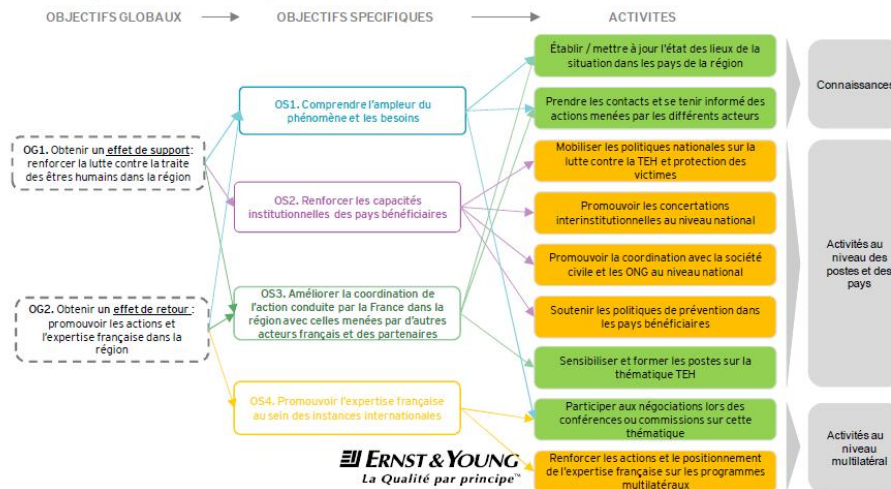 OBJECTIFS GLOBAUX
OBJECTIFS SPECIFIQUES
ACTIVITES
OG1. Obtenir un effet de support :
renforcer la lutte contre la traite
des êtres humains dans la région
OG2. Obtenir un effet de retour :
promouvoir les actions et
l'expertise française dans la
région
OS1. Comprendre l'ampleur du
phénomène et les besoins
OS2. Renforcer les capacités
institutionnelles des pays bénéficiaires
OS3. Améliorer la coordination de
l'action conduite par la France dans la
région avec celles menées par d'autres
acteurs français et des partenaires
OS4. Promouvoir l'expertise française
au sein des instances internationales
Établir / mettre à jour l'état des lieux de la
situation dans les pays de la région
Prendre les contacts et se tenir informé des
actions menées par les différents acteurs
Mobiliser les politiques nationales sur la
lutte contre la TEH et protection des
victimes
Promouvoir les concertations
interinstitutionnelles au niveau national
Promouvoir la coordination avec la société
civile et les ONG au niveau national
Soutenir les politiques de prévention dans
les pays bénéficiaires
Sensibiliser et former les postes sur la
thématique TEH
Participer aux négociations lors des
conférences ou commissions sur cette
thématique
Renforcer les actions et le positionnement
de l'expertise française sur les programmes
multilatéraux
Connaissances
Activités au
niveau des
postes et des
pays
Activités au
niveau
multilatéral
ERNST & YOUNG
La Qualité par principe™